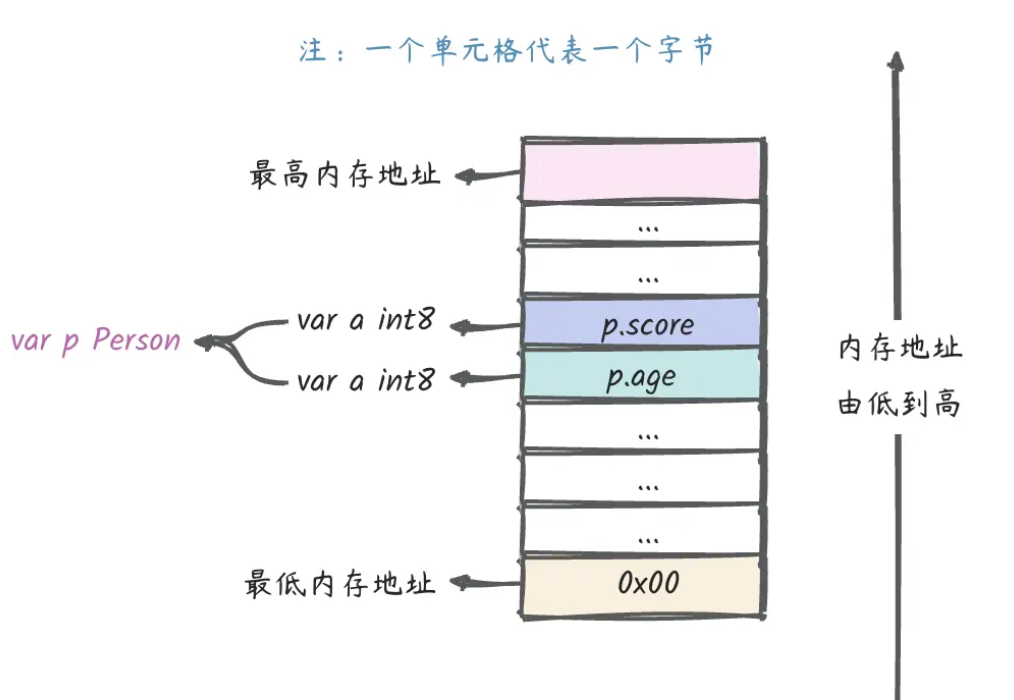 注：一个单元格代表一个字节
最高内存地址
...
...
var a int8
p.score
var p Person
var a int8
p.age
内存地址
由低到高
...
...
...
最低内存地址
0x00